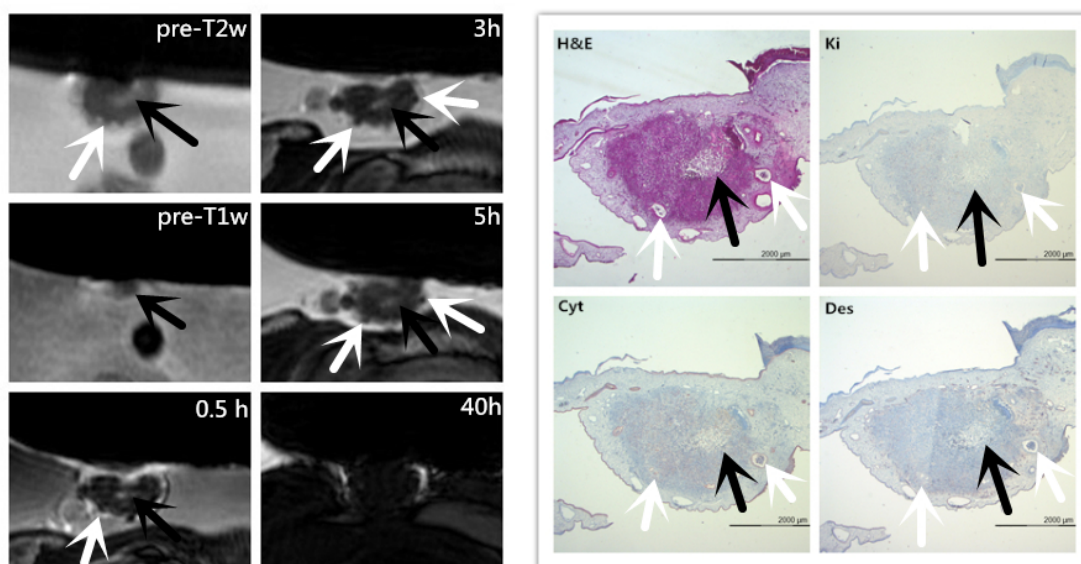 pre-T2w
3h
pre-T1w
5h
0.5 h
40h
H&E
Ki
2000 µm
2000 µm
Cyt
Des
2000 µm
2000 µm